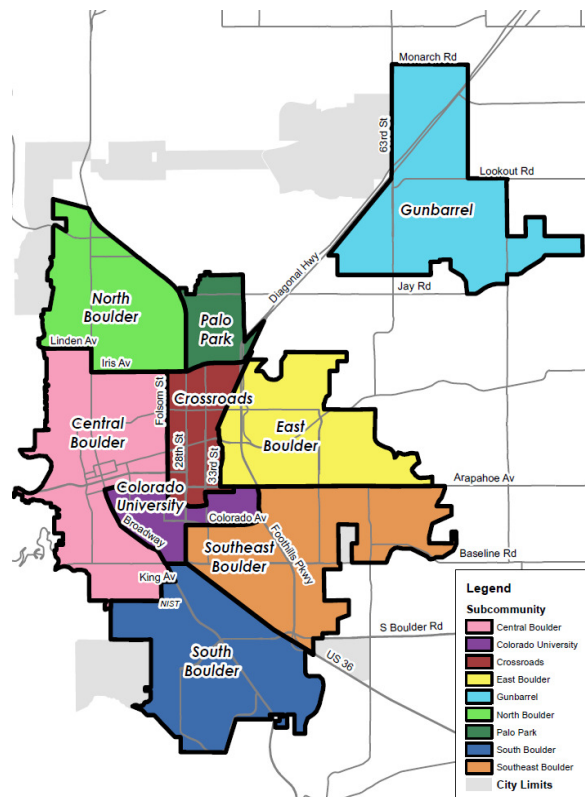 Monarch Rd
63rd St
Lookout Rd
Gunbarrel
Diagonal Hwy
Jay Rd
North
Boulder
Palo
Park
Linden Av
Iris Av
Folsom St
Crossroads
Central
Boulder
28th St
33rd St
East
Boulder
Colorado
University
Arapahoe Av
Broadway
Colorado Av
Southeast
Boulder
Foothills Pkwy
Baseline Rd
King Av
NIST
S Boulder Rd
South
Boulder
US 36
Legend
Subcommunity
Central Boulder
Colorado University
Crossroads
East Boulder
Gunbarrel
North Boulder
Palo Park
South Boulder
Southeast Boulder
City Limits